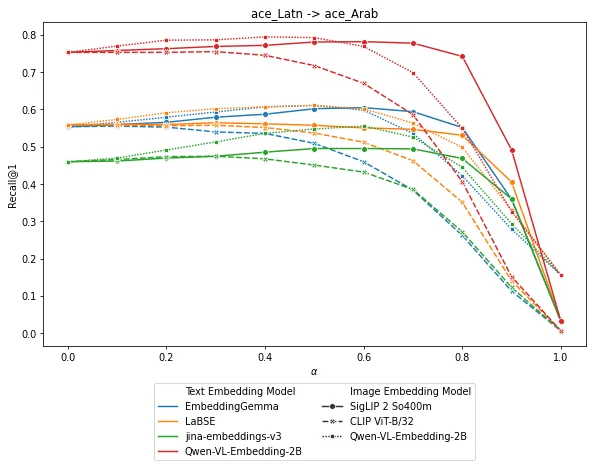 ace_Latn -> ace_Arab
Recall@1
0.8
0.7
0.6
0.5
0.4
0.3
0.2
0.1
0.0
0.0 0.2 0.4 0.6 0.8 1.0
α
Text Embedding Model Image Embedding Model
EmbeddingGemma SigLIP 2 So400m
LaBSE CLIP ViT-B/32
jina-embeddings-v3 Qwen-VL-Embedding-2B
Qwen-VL-Embedding-2B